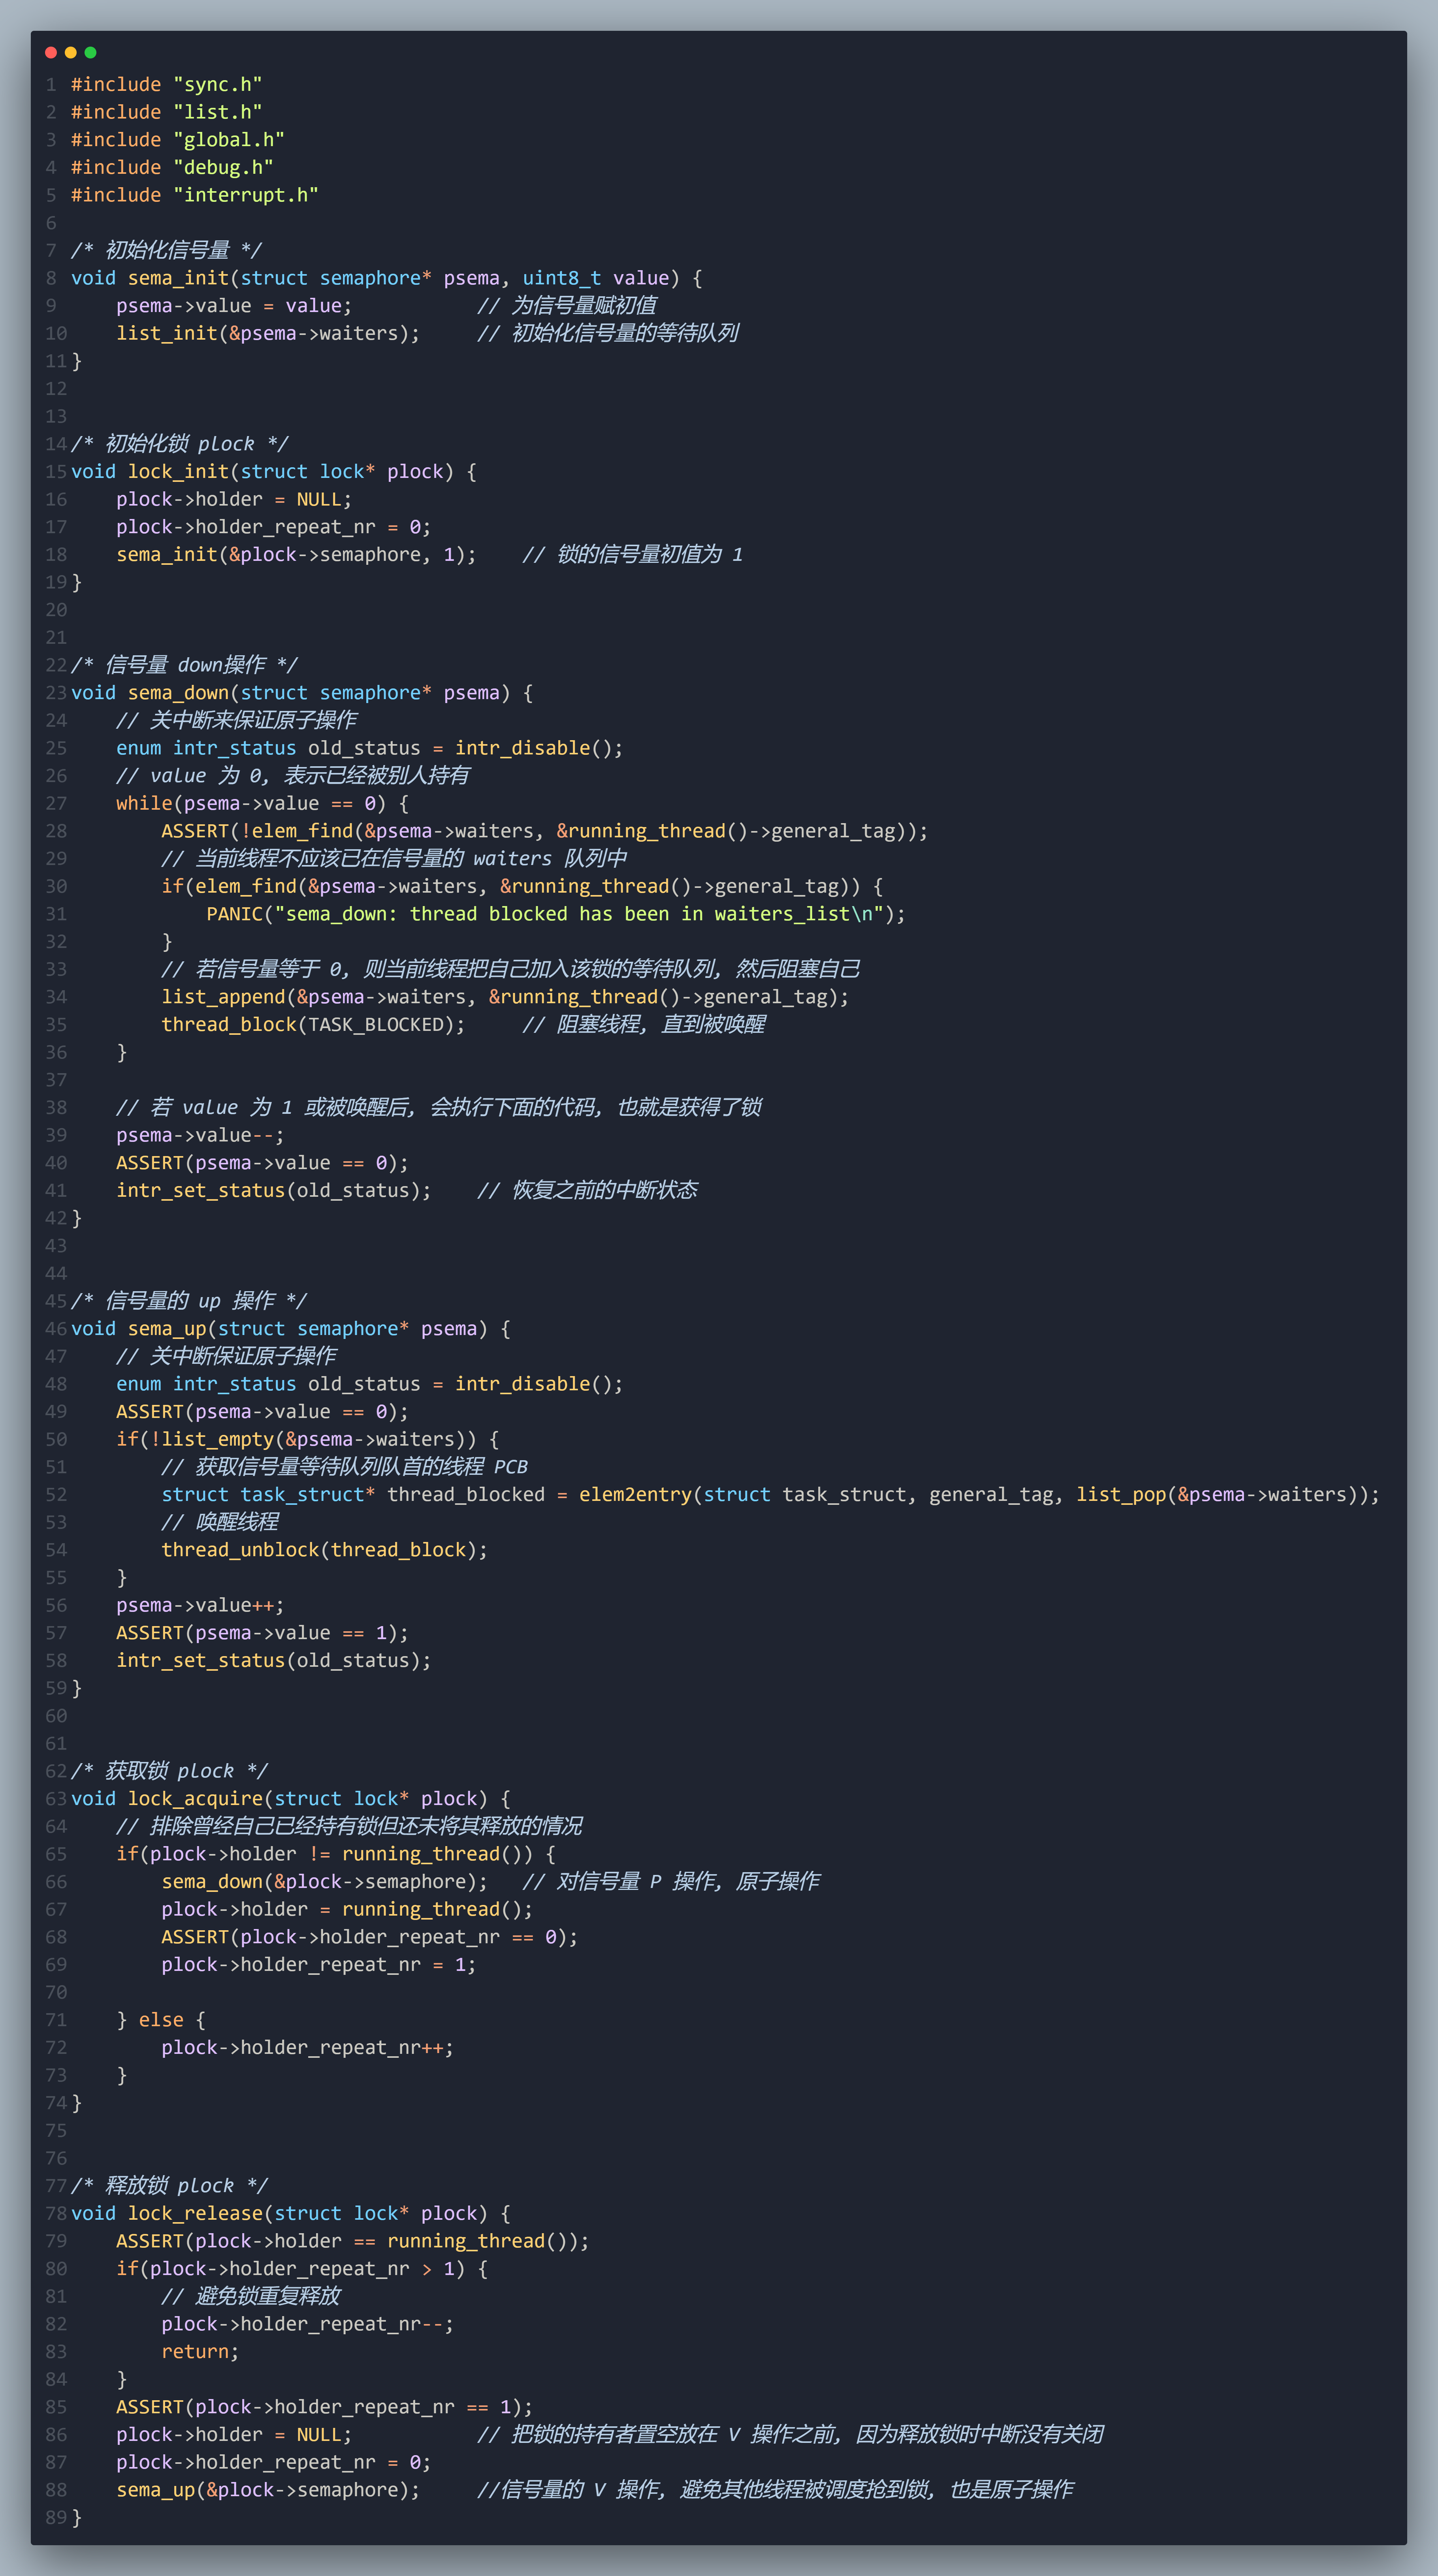 1 #include "sync.h"
2 #include "list.h"
3 #include "global.h"
4 #include "debug.h"
5 #include "interrupt.h"
6
7 /* 初始化信号量 */
8 void sema_init(struct semaphore* psema, uint8_t value) {
9     psema->value = value;           // 为信号量赋初值
10     list_init(&psema->waiters);     // 初始化信号量的等待队列
11 }
12
13
14 /* 初始化锁 plock */
15 void lock_init(struct lock* plock) {
16     plock->holder = NULL;
17     plock->holder_repeat_nr = 0;
18     sema_init(&plock->semaphore, 1);    // 锁的信号量初值为 1
19 }
20
21
22 /* 信号量 down操作 */
23 void sema_down(struct semaphore* psema) {
24     // 关中断来保证原子操作
25     enum intr_status old_status = intr_disable();
26     // value 为 0, 表示已经被别人持有
27     while(psema->value == 0) {
28         ASSERT(!elem_find(&psema->waiters, &running_thread()->general_tag));
29         // 当前线程不应该已在信号量的 waiters 队列中
30         if(elem_find(&psema->waiters, &running_thread()->general_tag)) {
31             PANIC("sema_down: thread blocked has been in waiters_list\n");
32         }
33         // 若信号量等于 0, 则当前线程把自己加入该锁的等待队列, 然后阻塞自己
34         list_append(&psema->waiters, &running_thread()->general_tag);
35         thread_block(TASK_BLOCKED);     // 阻塞线程, 直到被唤醒
36     }
37
38     // 若 value 为 1 或被唤醒后, 会执行下面的代码, 也就是获得了锁
39     psema->value--;
40     ASSERT(psema->value == 0);
41     intr_set_status(old_status);    // 恢复之前的中断状态
42 }
43
44
45 /* 信号量的 up 操作 */
46 void sema_up(struct semaphore* psema) {
47     // 关中断保证原子操作
48     enum intr_status old_status = intr_disable();
49     ASSERT(psema->value == 0);
50     if(!list_empty(&psema->waiters)) {
51         // 获取信号量等待队列队首的线程 PCB
52         struct task_struct* thread_blocked = elem2entry(struct task_struct, general_tag, list_pop(&psema->waiters));
53         // 唤醒线程
54         thread_unblock(thread_block);
55     }
56     psema->value++;
57     ASSERT(psema->value == 1);
58     intr_set_status(old_status);
59 }
60
61
62 /* 获取锁 plock */
63 void lock_acquire(struct lock* plock) {
64     // 排除曾经自己已经持有锁但还未将其释放的情况
65     if(plock->holder != running_thread()) {
66         sema_down(&plock->semaphore);   // 对信号量 P 操作, 原子操作
67         plock->holder = running_thread();
68         ASSERT(plock->holder_repeat_nr == 0);
69         plock->holder_repeat_nr = 1;
70
71     } else {
72         plock->holder_repeat_nr++;
73     }
74 }
75
76
77 /* 释放锁 plock */
78 void lock_release(struct lock* plock) {
79     ASSERT(plock->holder == running_thread());
80     if(plock->holder_repeat_nr > 1) {
81         // 避免锁重复释放
82         plock->holder_repeat_nr--;
83         return;
84     }
85     ASSERT(plock->holder_repeat_nr == 1);
86     plock->holder = NULL;           // 把锁的持有者置空放在 V 操作之前, 因为释放锁时中断没有关闭
87     plock->holder_repeat_nr = 0;
88     sema_up(&plock->semaphore);     //信号量的 V 操作, 避免其他线程被调度抢到锁, 也是原子操作
89 }